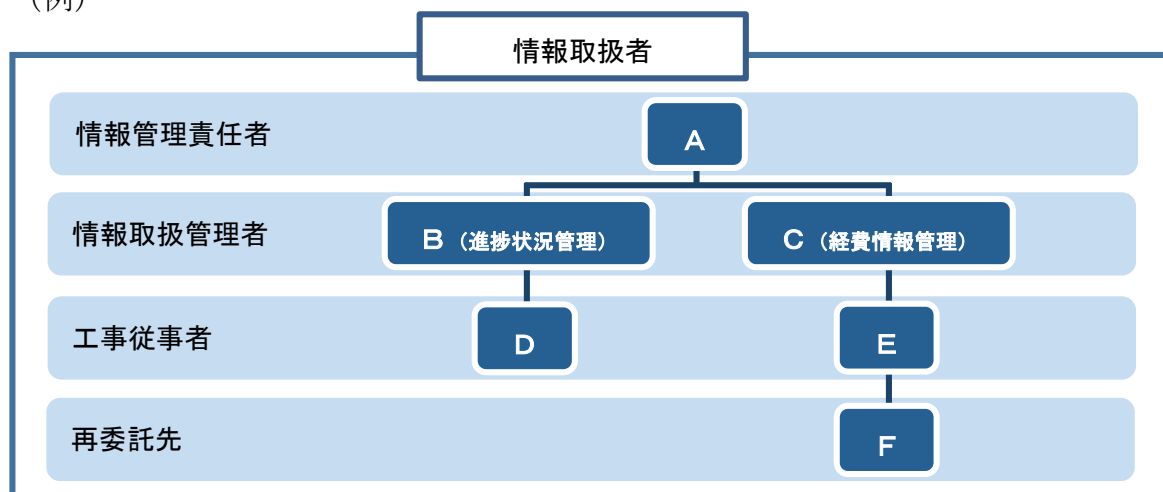 （例）
情報取扱者
情報管理責任者
A
情報取扱管理者
B（進捗状況管理）
C（経費情報管理）
工事従事者
D
E
再委託先
F